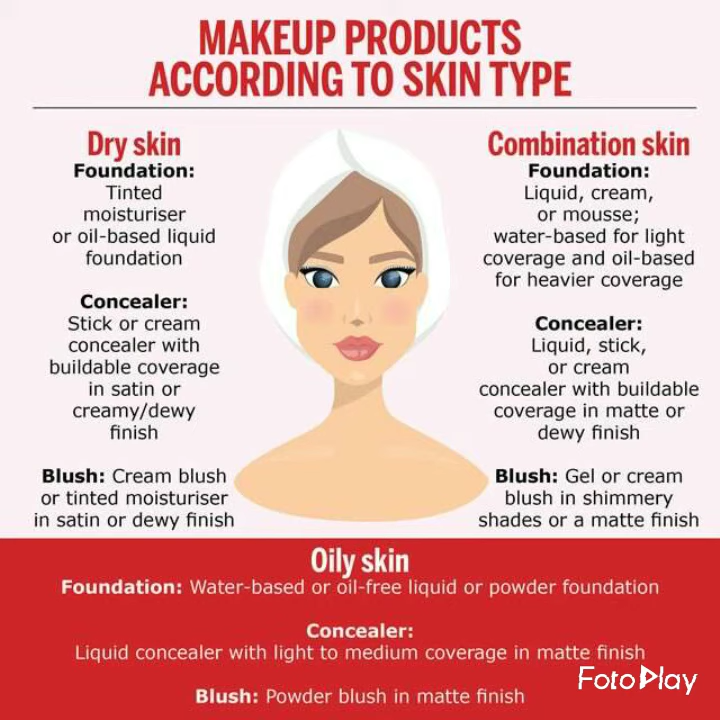 MAKEUP PRODUCTS
ACCORDING TO SKIN TYPE
Dry skin
Foundation:
Tinted
moisturiser
or oil-based liquid
foundation
Concealer:
Stick or cream
concealer with
buildable coverage
in satin or
creamy/dewy
finish
Blush: Cream blush
or tinted moisturiser
in satin or dewy finish
Combination skin
Foundation:
Liquid, cream,
or mousse;
water-based for light
coverage and oil-based
for heavier coverage
Concealer:
Liquid, stick,
or cream
concealer with buildable
coverage in matte or
dewy finish
Blush: Gel or cream
blush in shimmery
shades or a matte finish
Oily skin
Foundation: Water-based or oil-free liquid or powder foundation
Concealer:
Liquid concealer with light to medium coverage in matte finish
Blush: Powder blush in matte finish
FotoPlay